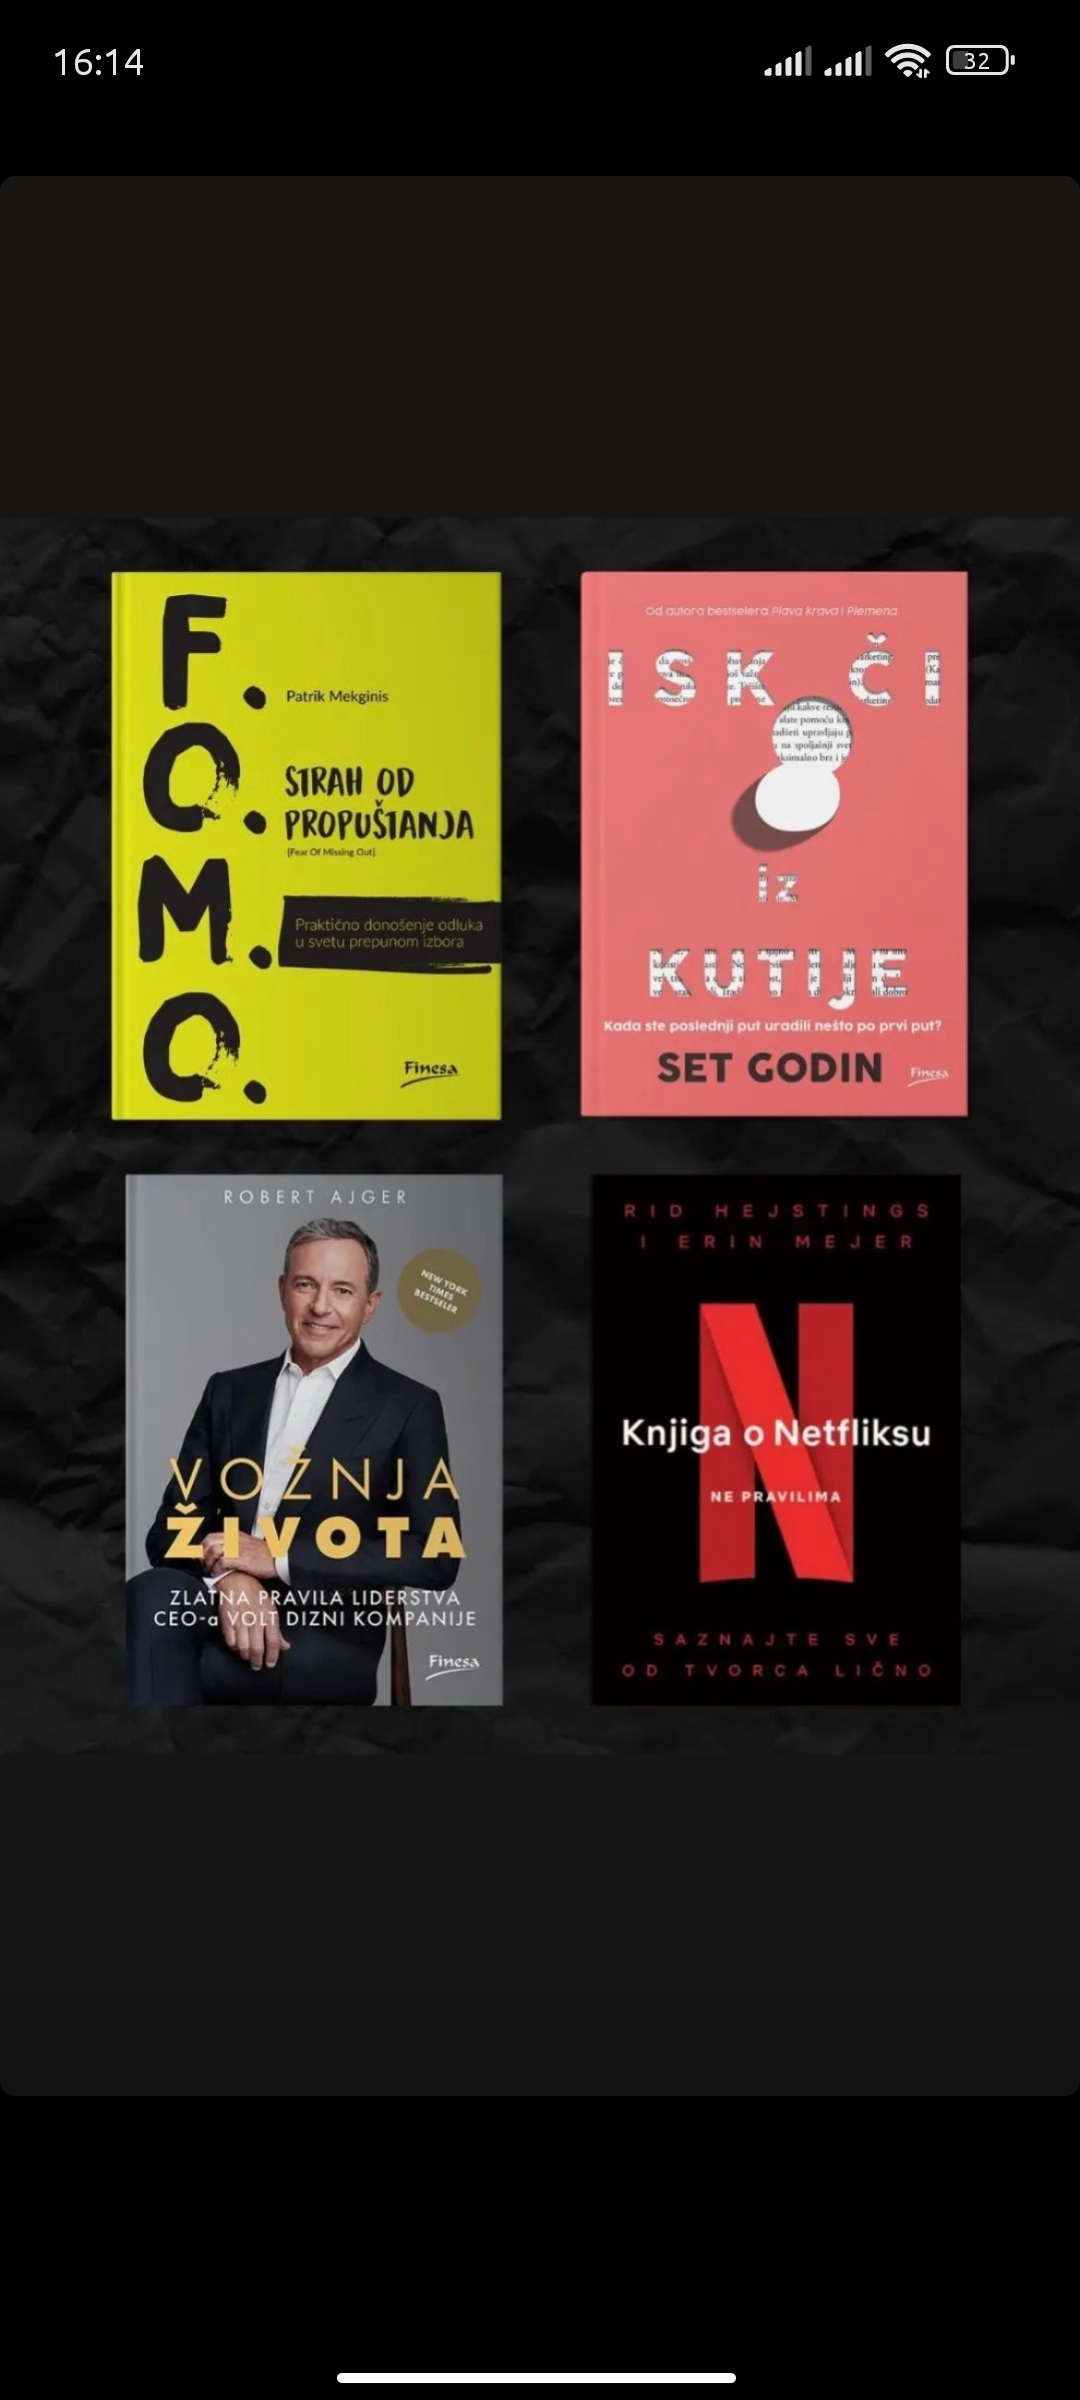 16:14
32
F.
O.
M.
O.
Patrik Mekginis
STRAH OD
PROPUŠTANJA
[Fear Of Missing Out]
Praktično donošenje odluka
u svetu prepunom izbora
Finesa
Od autora bestselera Plava krava i Plemena
ISKOČI
iz
KUTIJE
Kada ste poslednji put uradili nešto po prvi put?
SET GODIN
Finesa
ROBERT AJGER
NEW YORK
TIMES
BESTSELER
VOŽNJA
ŽIVOTA
ZLATNA PRAVILA LIDERSTVA
CEO-a VOLT DIZNI KOMPANIJE
Finesa
RID HEJSTINGS
I ERIN MEJER
N
Knjiga o Netfliksu
NE PRAVILIMA
SAZNAJTE SVE
OD TVORCA LIČNO